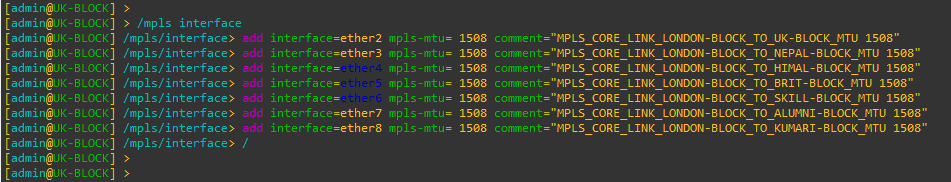 [admin@UK-BLOCK] >
[admin@UK-BLOCK] > /mpls interface
[admin@UK-BLOCK] /mpls/interface> add interface=ether2 mpls-mtu= 1508 comment="MPLS_CORE_LINK_LONDON-BLOCK_TO_UK-BLOCK_MTU 1508"
[admin@UK-BLOCK] /mpls/interface> add interface=ether3 mpls-mtu= 1508 comment="MPLS_CORE_LINK_LONDON-BLOCK_TO_NEPAL-BLOCK_MTU 1508"
[admin@UK-BLOCK] /mpls/interface> add interface=ether4 mpls-mtu= 1508 comment="MPLS_CORE_LINK_LONDON-BLOCK_TO_HIMAL-BLOCK_MTU 1508"
[admin@UK-BLOCK] /mpls/interface> add interface=ether5 mpls-mtu= 1508 comment="MPLS_CORE_LINK_LONDON-BLOCK_TO_BRIT-BLOCK_MTU 1508"
[admin@UK-BLOCK] /mpls/interface> add interface=ether6 mpls-mtu= 1508 comment="MPLS_CORE_LINK_LONDON-BLOCK_TO_SKILL-BLOCK_MTU 1508"
[admin@UK-BLOCK] /mpls/interface> add interface=ether7 mpls-mtu= 1508 comment="MPLS_CORE_LINK_LONDON-BLOCK_TO_ALUMNI-BLOCK_MTU 1508"
[admin@UK-BLOCK] /mpls/interface> add interface=ether8 mpls-mtu= 1508 comment="MPLS_CORE_LINK_LONDON-BLOCK_TO_KUMARI-BLOCK_MTU 1508"
[admin@UK-BLOCK] /mpls/interface> /
[admin@UK-BLOCK] >
[admin@UK-BLOCK] >